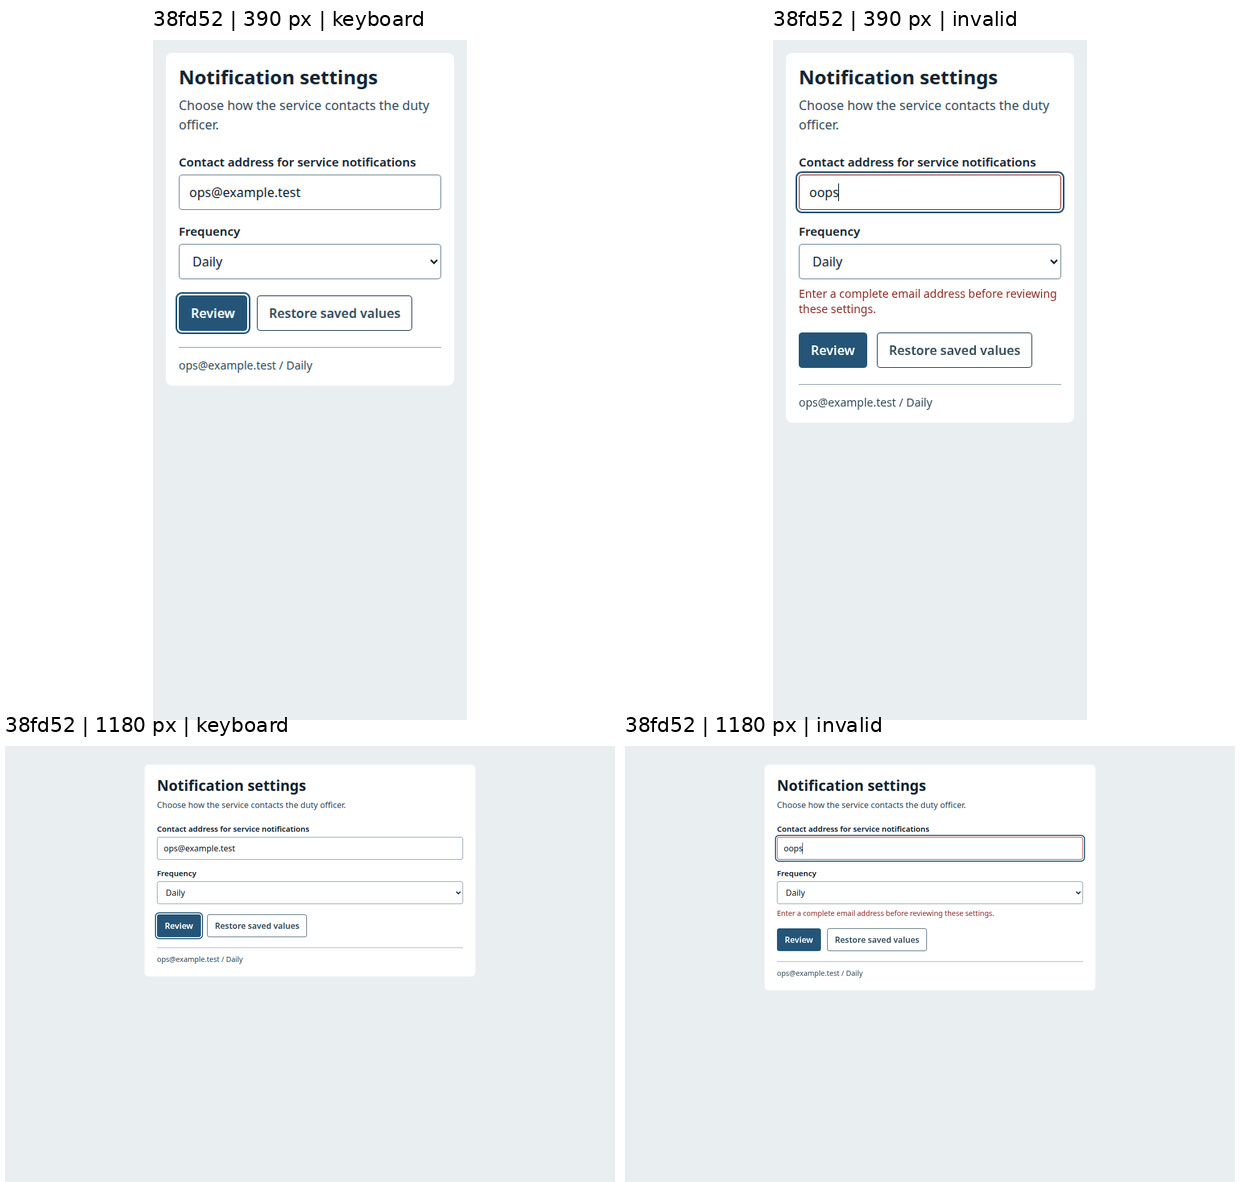 38fd52 | 390 px | keyboard
Notification settings
Choose how the service contacts the duty
officer.
Contact address for service notifications
ops@example.test
Frequency
Daily
Review
Restore saved values
ops@example.test / Daily
38fd52 | 390 px | invalid
Notification settings
Choose how the service contacts the duty
officer.
Contact address for service notifications
oops
Frequency
Daily
Enter a complete email address before reviewing
these settings.
Review
Restore saved values
ops@example.test / Daily
38fd52 | 1180 px | keyboard
Notification settings
Choose how the service contacts the duty officer.
Contact address for service notifications
ops@example.test
Frequency
Daily
Review
Restore saved values
ops@example.test / Daily
38fd52 | 1180 px | invalid
Notification settings
Choose how the service contacts the duty officer.
Contact address for service notifications
oops
Frequency
Daily
Enter a complete email address before reviewing these settings.
Review
Restore saved values
ops@example.test / Daily